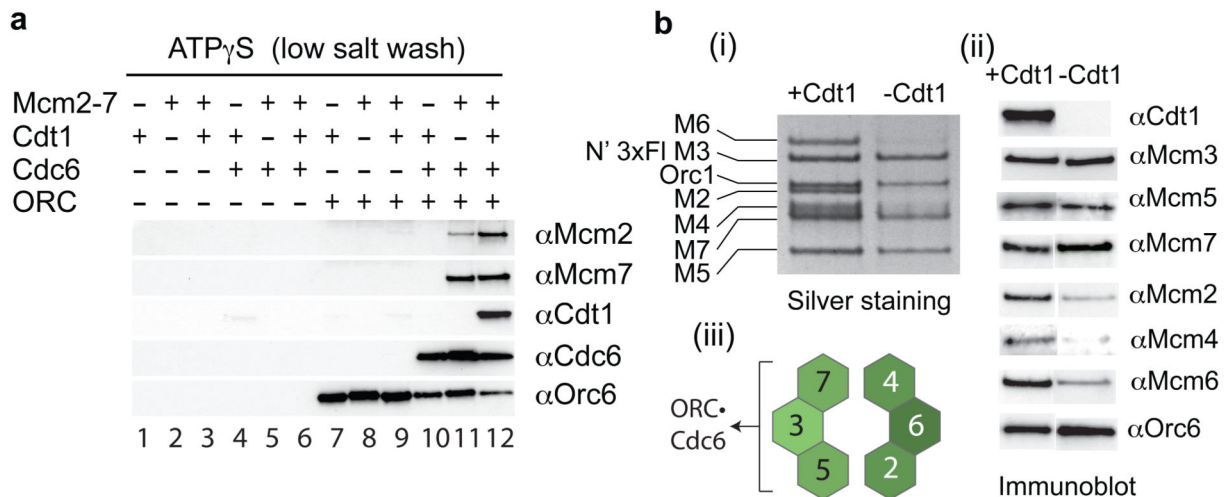 a
ATPγS (low salt wash)
Mcm2-7 – + + – + + – + + – + +
Cdt1 + – + + – + + – + + – +
Cdc6 – – – + + + – – – + + +
ORC – – – – – – + + + + + +
αMcm2
αMcm7
αCdt1
αCdc6
αOrc6
1 2 3 4 5 6 7 8 9 10 11 12
b
(i)
+Cdt1 -Cdt1
M6
N' 3xFl M3
Orc1
M2
M4
M7
M5
Silver staining
(ii)
+Cdt1 -Cdt1
αCdt1
αMcm3
αMcm5
αMcm7
αMcm2
αMcm4
αMcm6
αOrc6
Immunoblot
(iii)
ORC•
Cdc6
7 4
3 6
5 2